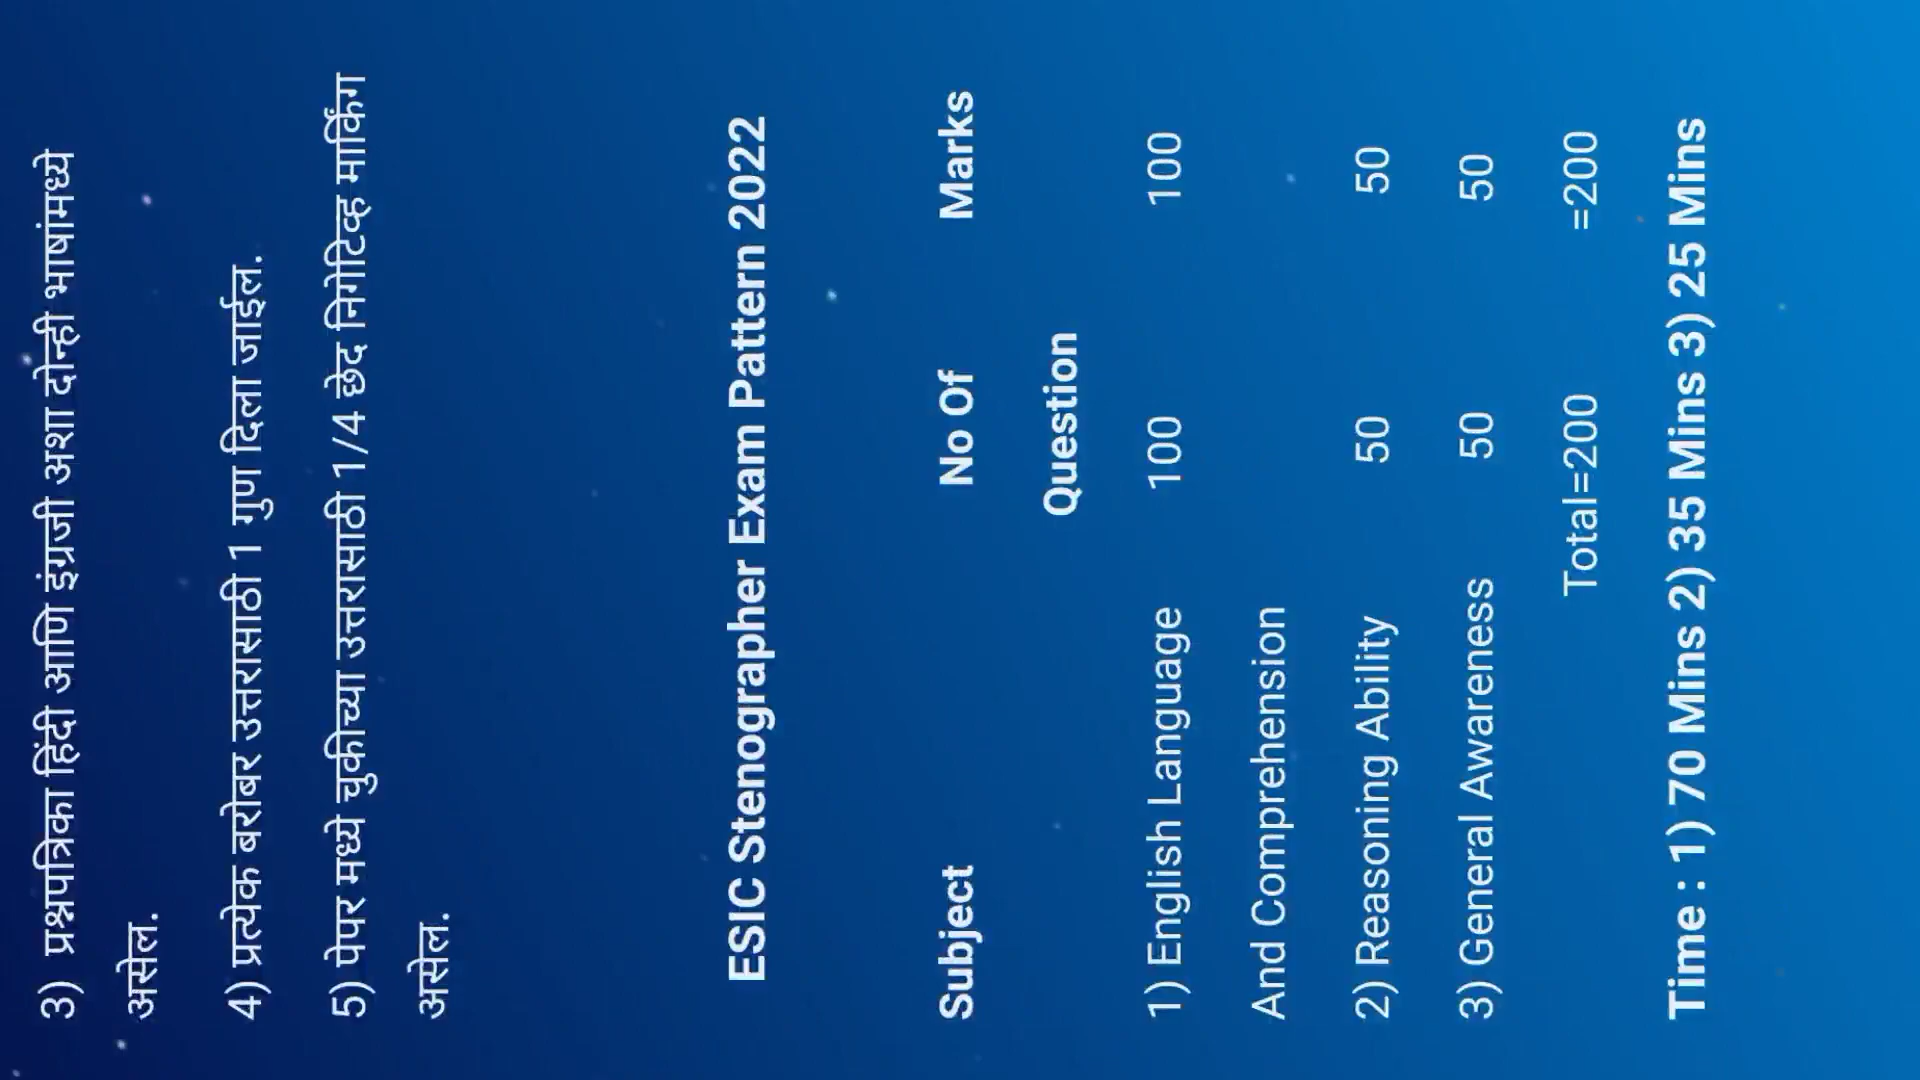 3) प्रश्नपत्रिका हिंदी आणि इंग्रजी अशा दोन्ही भाषांमध्ये
असेल.
4) प्रत्येक बरोबर उत्तरासाठी 1 गुण दिला जाईल.
5) पेपर मध्ये चुकीच्या उत्तरासाठी 1/4 छेद निगेटिव्ह मार्किंग
असेल.
ESIC Stenographer Exam Pattern 2022
Subject No Of Marks
Question
1) English Language 100 100
And Comprehension
2) Reasoning Ability 50 50
3) General Awareness 50 50
Total=200 =200
Time : 1) 70 Mins 2) 35 Mins 3) 25 Mins